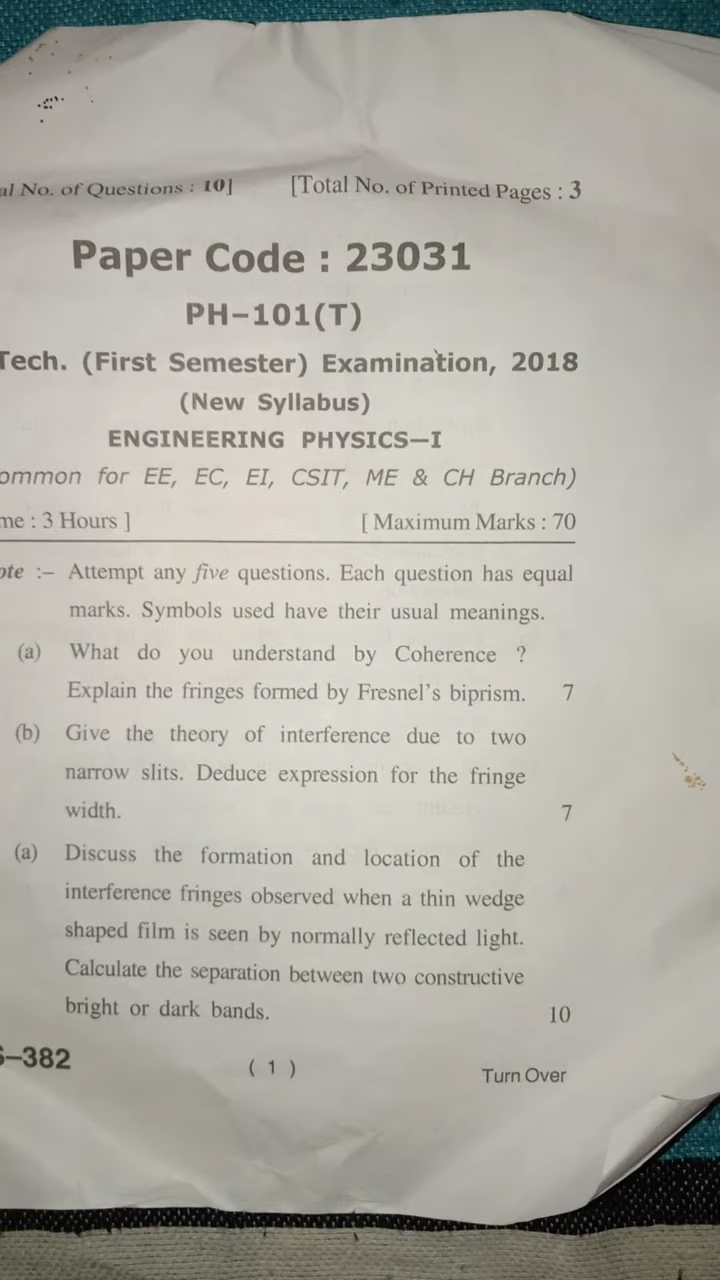 al No. of Questions : 10] [Total No. of Printed Pages : 3
Paper Code : 23031
PH-101(T)
Tech. (First Semester) Examination, 2018
(New Syllabus)
ENGINEERING PHYSICS-I
ommon for EE, EC, EI, CSIT, ME & CH Branch)
me : 3 Hours ] [ Maximum Marks : 70
ote :- Attempt any five questions. Each question has equal
marks. Symbols used have their usual meanings.
(a) What do you understand by Coherence ?
Explain the fringes formed by Fresnel's biprism. 7
(b) Give the theory of interference due to two
narrow slits. Deduce expression for the fringe
width. 7
(a) Discuss the formation and location of the
interference fringes observed when a thin wedge
shaped film is seen by normally reflected light.
Calculate the separation between two constructive
bright or dark bands. 10
-382 ( 1 ) Turn Over